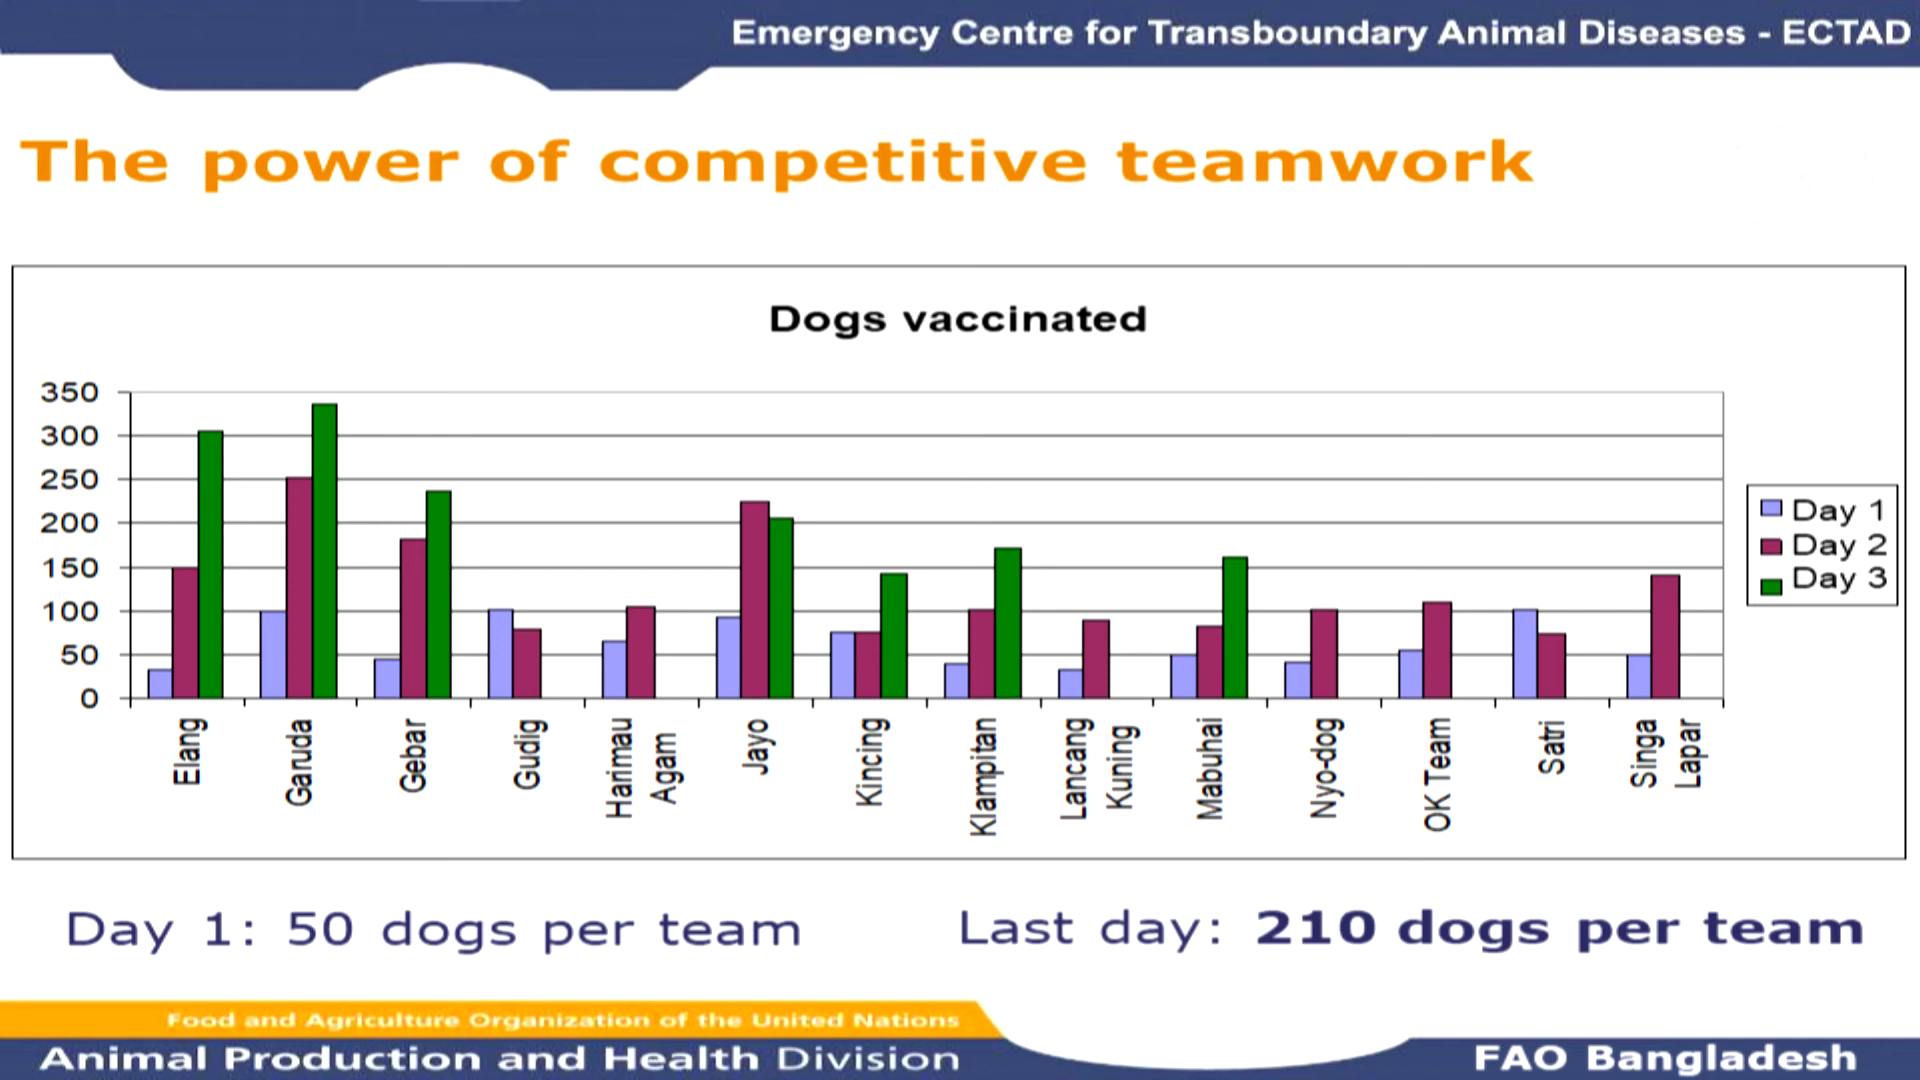 Emergency Centre for Transboundary Animal Diseases - ECTAD
The power of competitive teamwork
Dogs vaccinated
350
300
250
200
150
100
50
0
Elang
Garuda
Gebar
Gudig
Harimau
Agam
Jayo
Kincing
Klampitan
Lancang
Kuning
Mabuhai
Nyo-dog
OK Team
Satri
Singa
Lapar
Day 1
Day 2
Day 3
Day 1: 50 dogs per team
Last day: 210 dogs per team
Food and Agriculture Organization of the United Nations
Animal Production and Health Division
FAO Bangladesh